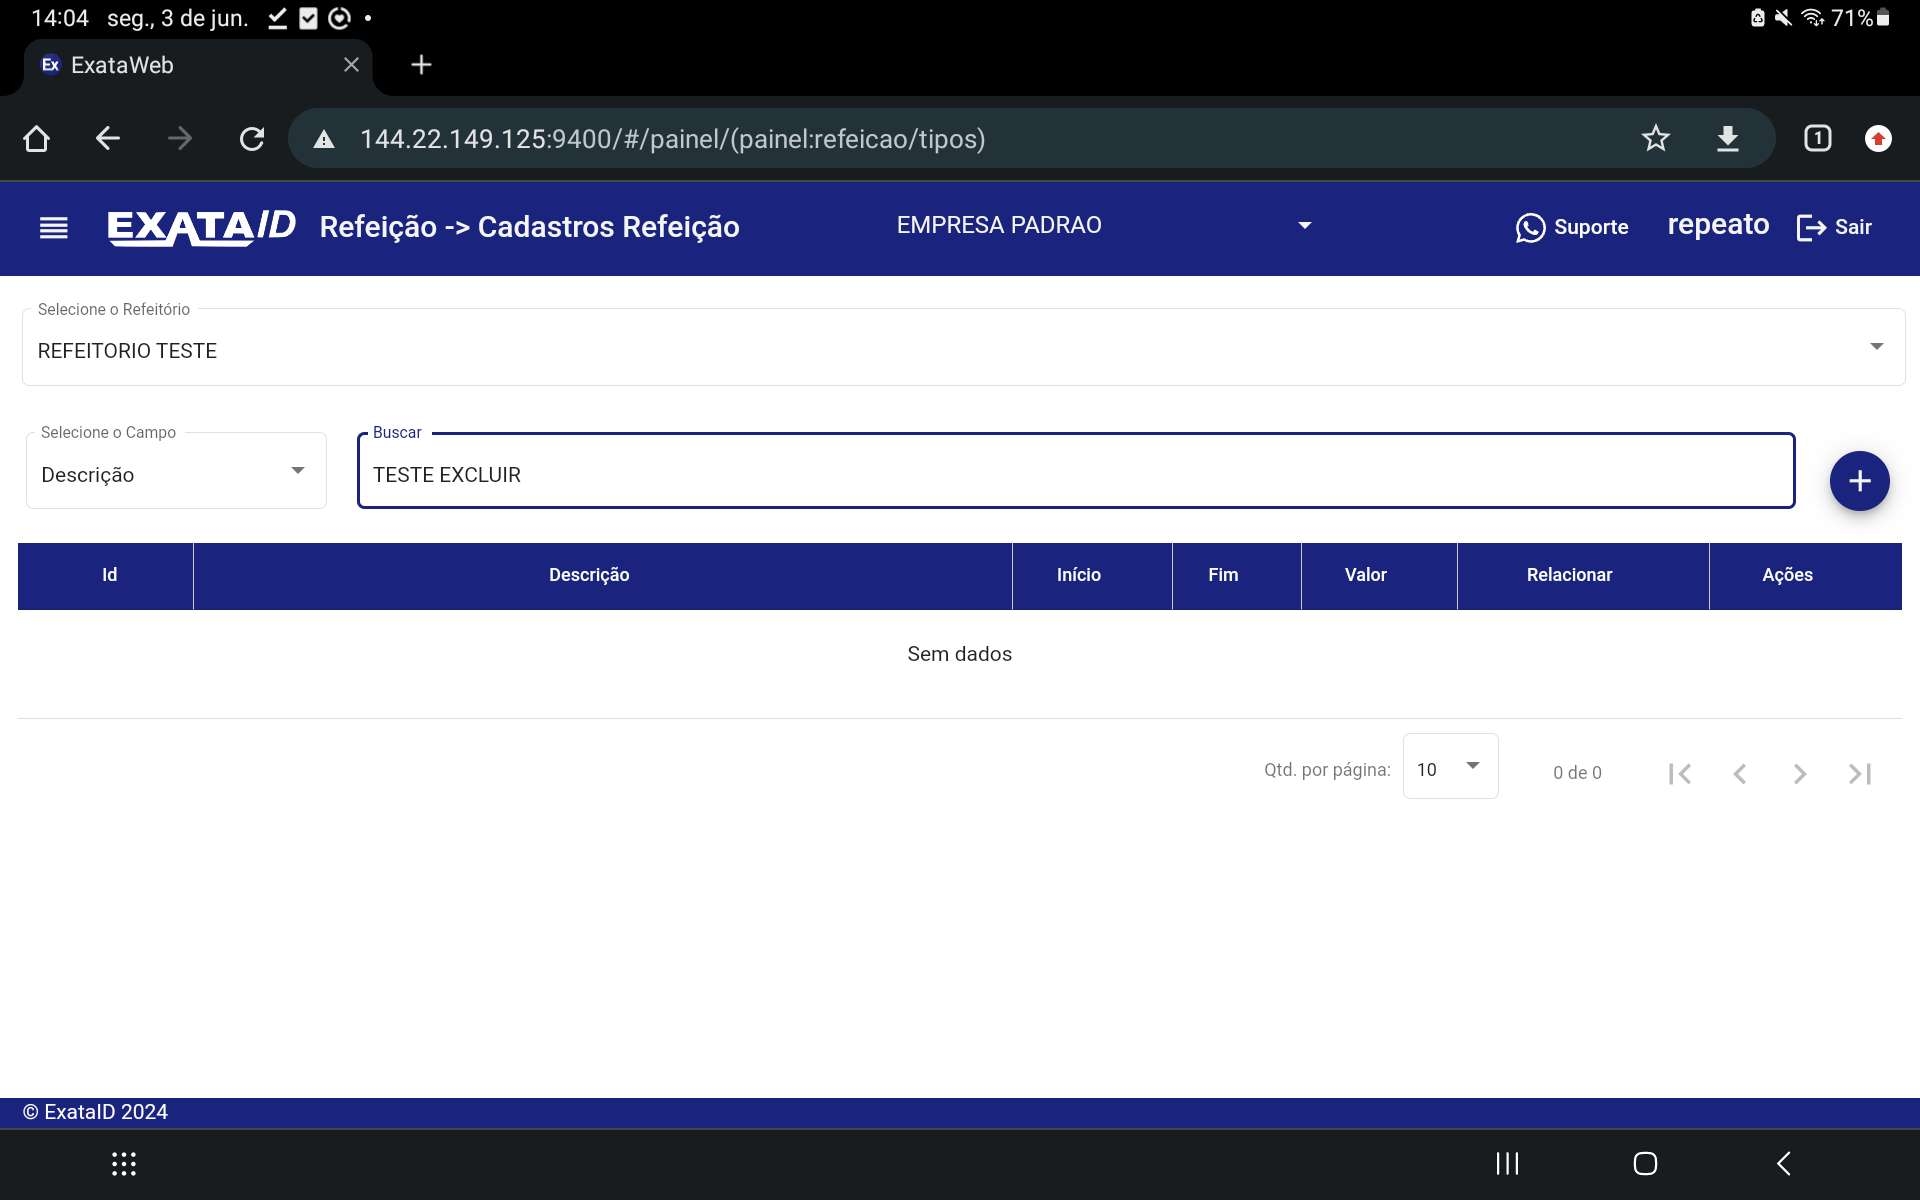 14:04 seg., 3 de jun. 71%
Ex ExataWeb
144.22.149.125:9400/#/painel/(painel:refeicao/tipos) 1
EXATAID Refeição -> Cadastros Refeição EMPRESA PADRAO Suporte repeato Sair
Selecione o Refeitório
REFEITORIO TESTE
Selecione o Campo Buscar
Descrição TESTE EXCLUIR
Id Descrição Início Fim Valor Relacionar Ações
Sem dados
Qtd. por página: 10 0 de 0
© ExataID 2024